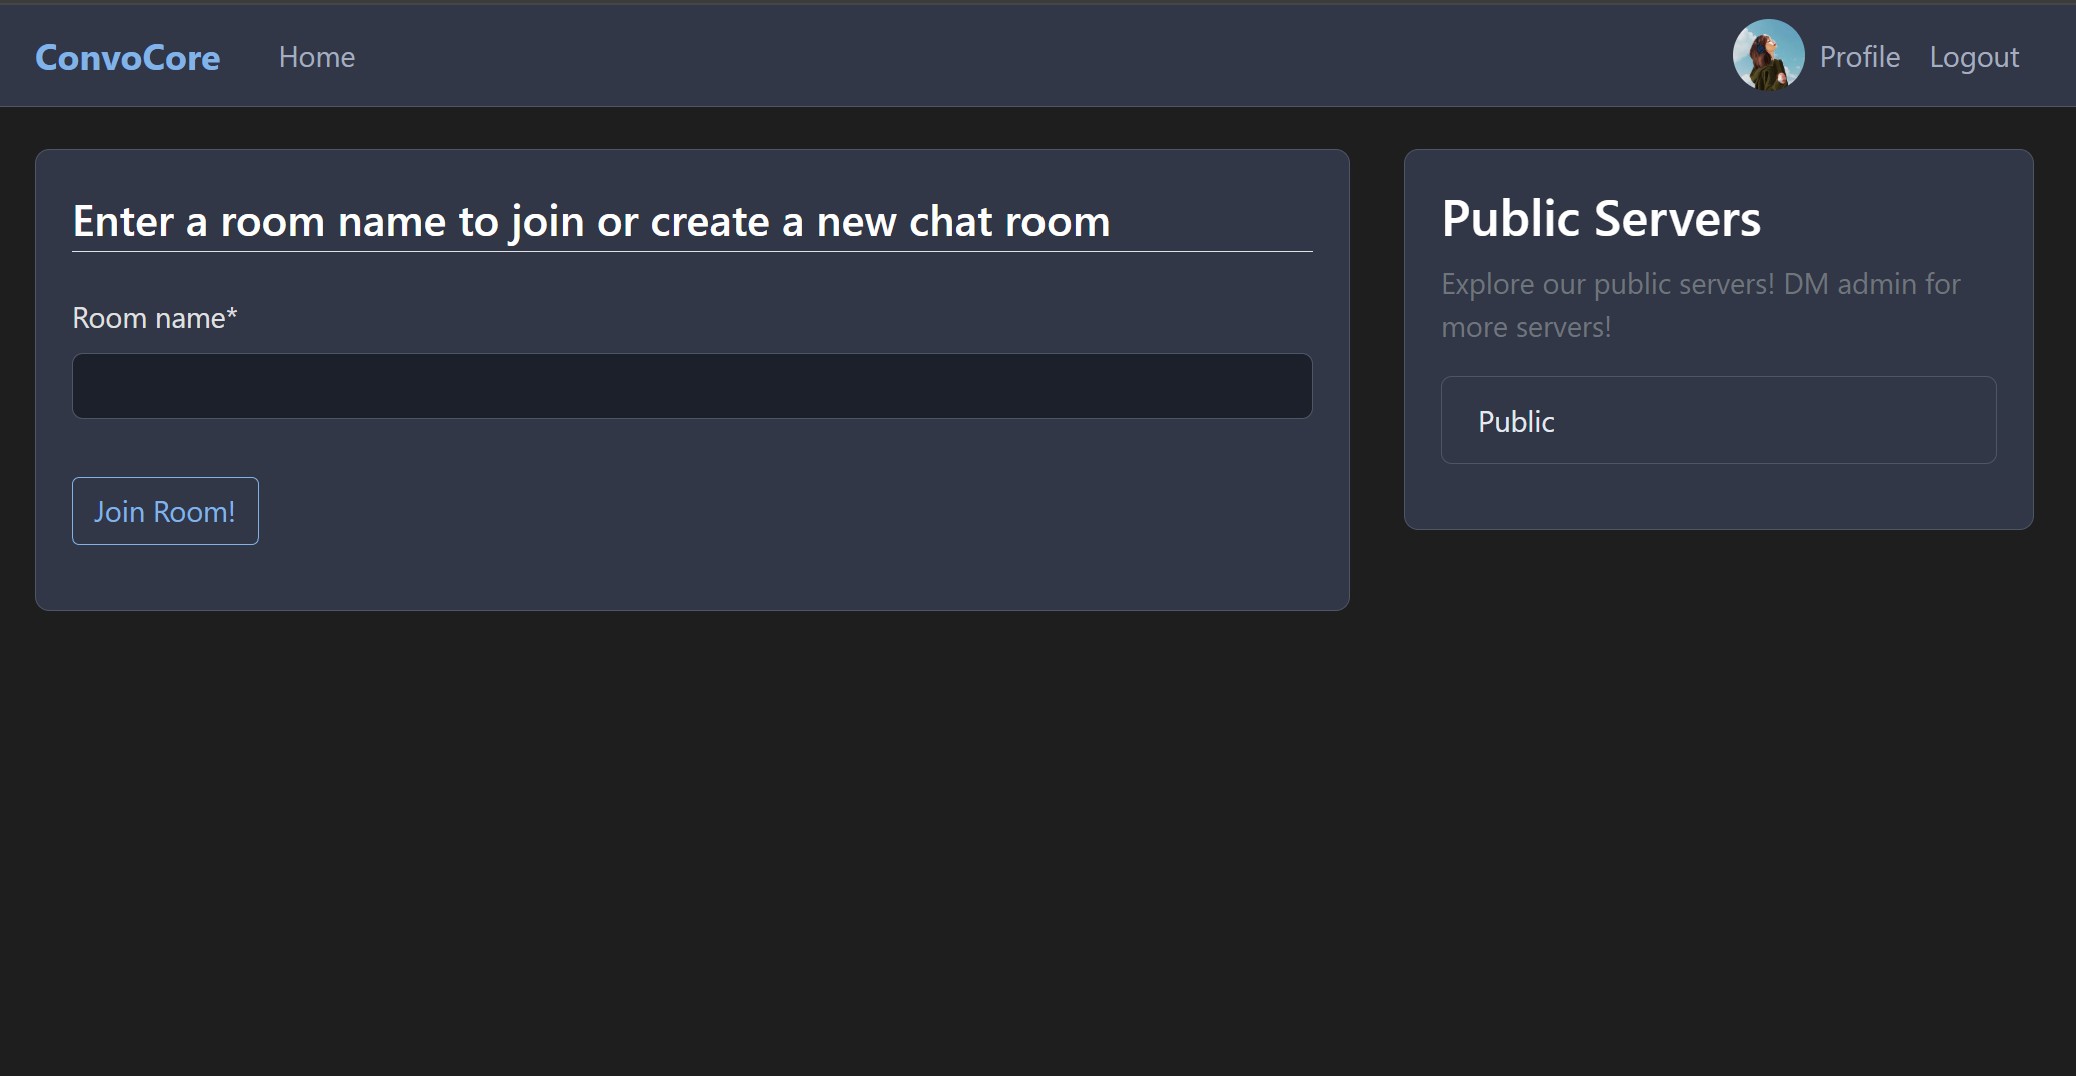 ConvoCore
Home
Profile
Logout
Enter a room name to join or create a new chat room
Room name*
Join Room!
Public Servers
Explore our public servers! DM admin for
more servers!
Public